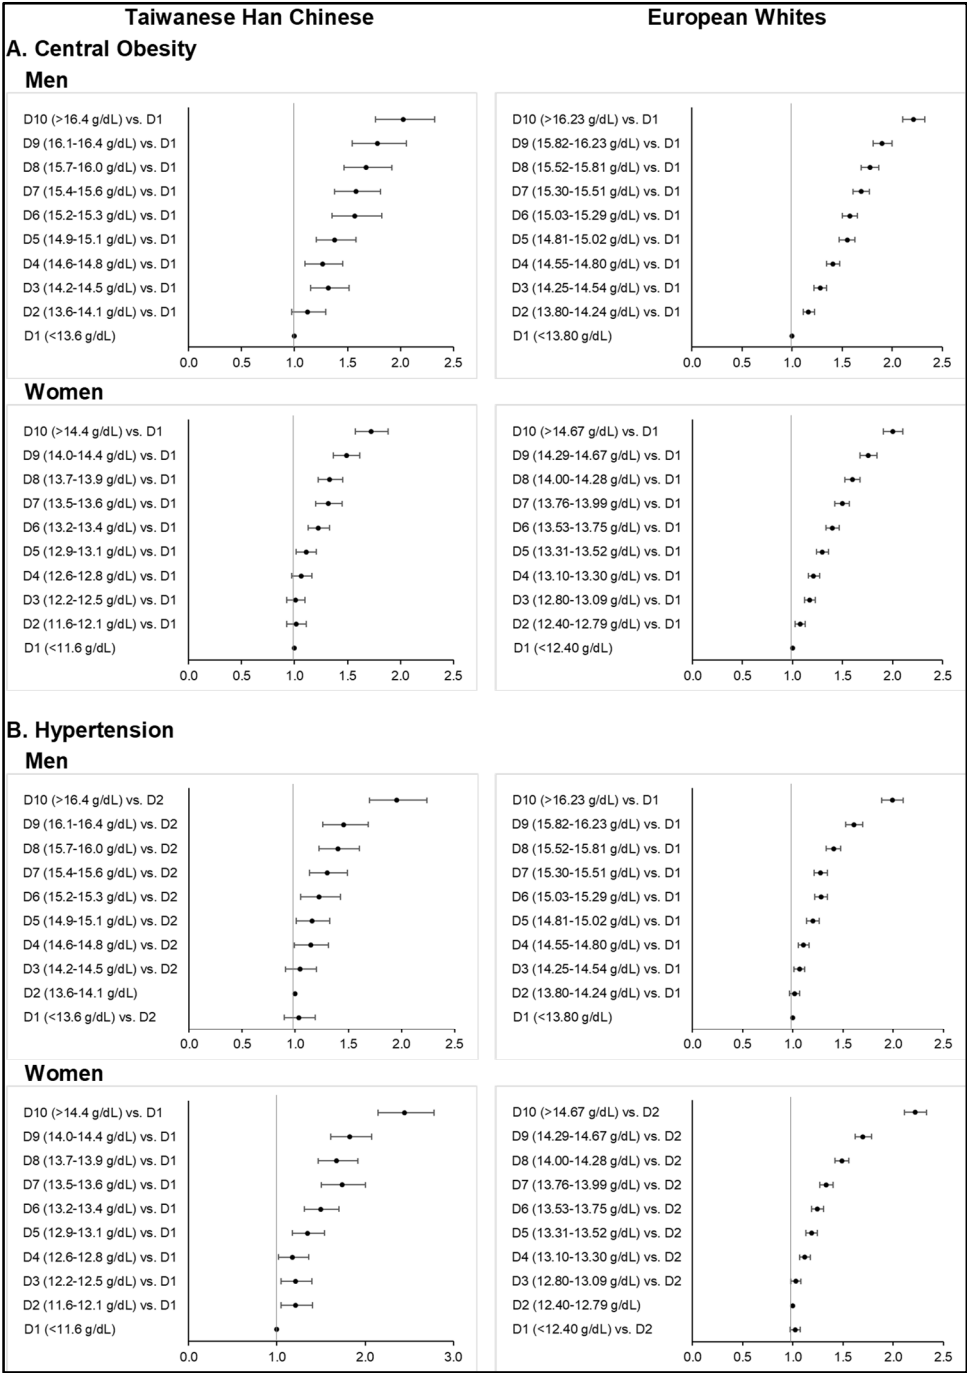 Taiwanese Han Chinese
European Whites
A. Central Obesity
Men
D10 (>16.4 g/dL) vs. D1
D9 (16.1-16.4 g/dL) vs. D1
D8 (15.7-16.0 g/dL) vs. D1
D7 (15.4-15.6 g/dL) vs. D1
D6 (15.2-15.3 g/dL) vs. D1
D5 (14.9-15.1 g/dL) vs. D1
D4 (14.6-14.8 g/dL) vs. D1
D3 (14.2-14.5 g/dL) vs. D1
D2 (13.6-14.1 g/dL) vs. D1
D1 (<13.6 g/dL)
0.0 0.5 1.0 1.5 2.0 2.5
D10 (>16.23 g/dL) vs. D1
D9 (15.82-16.23 g/dL) vs. D1
D8 (15.52-15.81 g/dL) vs. D1
D7 (15.30-15.51 g/dL) vs. D1
D6 (15.03-15.29 g/dL) vs. D1
D5 (14.81-15.02 g/dL) vs. D1
D4 (14.55-14.80 g/dL) vs. D1
D3 (14.25-14.54 g/dL) vs. D1
D2 (13.80-14.24 g/dL) vs. D1
D1 (<13.80 g/dL)
0.0 0.5 1.0 1.5 2.0 2.5
Women
D10 (>14.4 g/dL) vs. D1
D9 (14.0-14.4 g/dL) vs. D1
D8 (13.7-13.9 g/dL) vs. D1
D7 (13.5-13.6 g/dL) vs. D1
D6 (13.2-13.4 g/dL) vs. D1
D5 (12.9-13.1 g/dL) vs. D1
D4 (12.6-12.8 g/dL) vs. D1
D3 (12.2-12.5 g/dL) vs. D1
D2 (11.6-12.1 g/dL) vs. D1
D1 (<11.6 g/dL)
0.0 0.5 1.0 1.5 2.0 2.5
D10 (>14.67 g/dL) vs. D1
D9 (14.29-14.67 g/dL) vs. D1
D8 (14.00-14.28 g/dL) vs. D1
D7 (13.76-13.99 g/dL) vs. D1
D6 (13.53-13.75 g/dL) vs. D1
D5 (13.31-13.52 g/dL) vs. D1
D4 (13.10-13.30 g/dL) vs. D1
D3 (12.80-13.09 g/dL) vs. D1
D2 (12.40-12.79 g/dL) vs. D1
D1 (<12.40 g/dL)
0.0 0.5 1.0 1.5 2.0 2.5
B. Hypertension
Men
D10 (>16.4 g/dL) vs. D2
D9 (16.1-16.4 g/dL) vs. D2
D8 (15.7-16.0 g/dL) vs. D2
D7 (15.4-15.6 g/dL) vs. D2
D6 (15.2-15.3 g/dL) vs. D2
D5 (14.9-15.1 g/dL) vs. D2
D4 (14.6-14.8 g/dL) vs. D2
D3 (14.2-14.5 g/dL) vs. D2
D2 (13.6-14.1 g/dL)
D1 (<13.6 g/dL) vs. D2
0.0 0.5 1.0 1.5 2.0 2.5
D10 (>16.23 g/dL) vs. D1
D9 (15.82-16.23 g/dL) vs. D1
D8 (15.52-15.81 g/dL) vs. D1
D7 (15.30-15.51 g/dL) vs. D1
D6 (15.03-15.29 g/dL) vs. D1
D5 (14.81-15.02 g/dL) vs. D1
D4 (14.55-14.80 g/dL) vs. D1
D3 (14.25-14.54 g/dL) vs. D1
D2 (13.80-14.24 g/dL) vs. D1
D1 (<13.80 g/dL)
0.0 0.5 1.0 1.5 2.0 2.5
Women
D10 (>14.4 g/dL) vs. D1
D9 (14.0-14.4 g/dL) vs. D1
D8 (13.7-13.9 g/dL) vs. D1
D7 (13.5-13.6 g/dL) vs. D1
D6 (13.2-13.4 g/dL) vs. D1
D5 (12.9-13.1 g/dL) vs. D1
D4 (12.6-12.8 g/dL) vs. D1
D3 (12.2-12.5 g/dL) vs. D1
D2 (11.6-12.1 g/dL) vs. D1
D1 (<11.6 g/dL)
0.0 1.0 2.0 3.0
D10 (>14.67 g/dL) vs. D2
D9 (14.29-14.67 g/dL) vs. D2
D8 (14.00-14.28 g/dL) vs. D2
D7 (13.76-13.99 g/dL) vs. D2
D6 (13.53-13.75 g/dL) vs. D2
D5 (13.31-13.52 g/dL) vs. D2
D4 (13.10-13.30 g/dL) vs. D2
D3 (12.80-13.09 g/dL) vs. D2
D2 (12.40-12.79 g/dL)
D1 (<12.40 g/dL) vs. D2
0.0 0.5 1.0 1.5 2.0 2.5